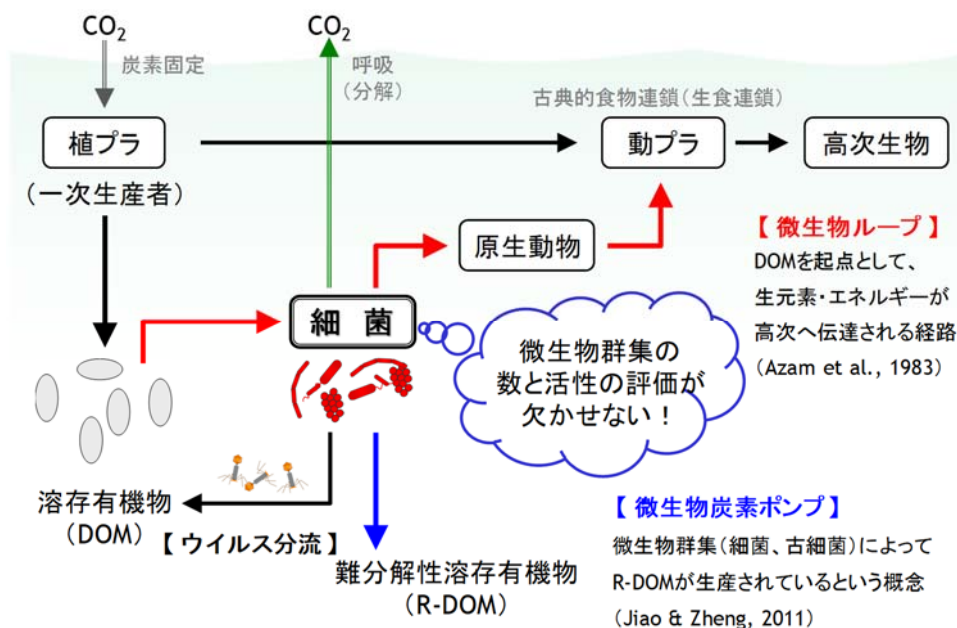 CO2
CO2
炭素固定
呼吸
(分解)
古典的食物連鎖(生食連鎖)
植プラ
動プラ
高次生物
(一次生産者)
原生動物
【 微生物ループ 】
DOMを起点として、
生元素・エネルギーが
高次へ伝達される経路
(Azam et al., 1983)
細 菌
微生物群集の
数と活性の評価が
欠かせない！
溶存有機物
(DOM)
【 ウイルス分流 】
難分解性溶存有機物
(R-DOM)
【 微生物炭素ポンプ 】
微生物群集(細菌、古細菌)によって
R-DOMが生産されているという概念
(Jiao & Zheng, 2011)